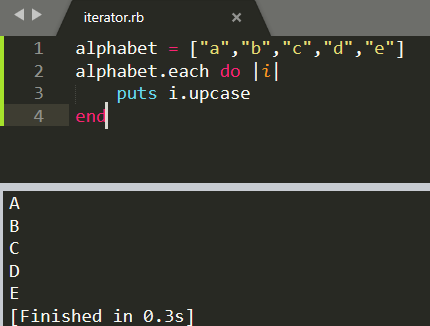 iterator.rb ×
1 alphabet = ["a","b","c","d","e"]
2 alphabet.each do |i|
3     puts i.upcase
4 end
A
B
C
D
E
[Finished in 0.3s]